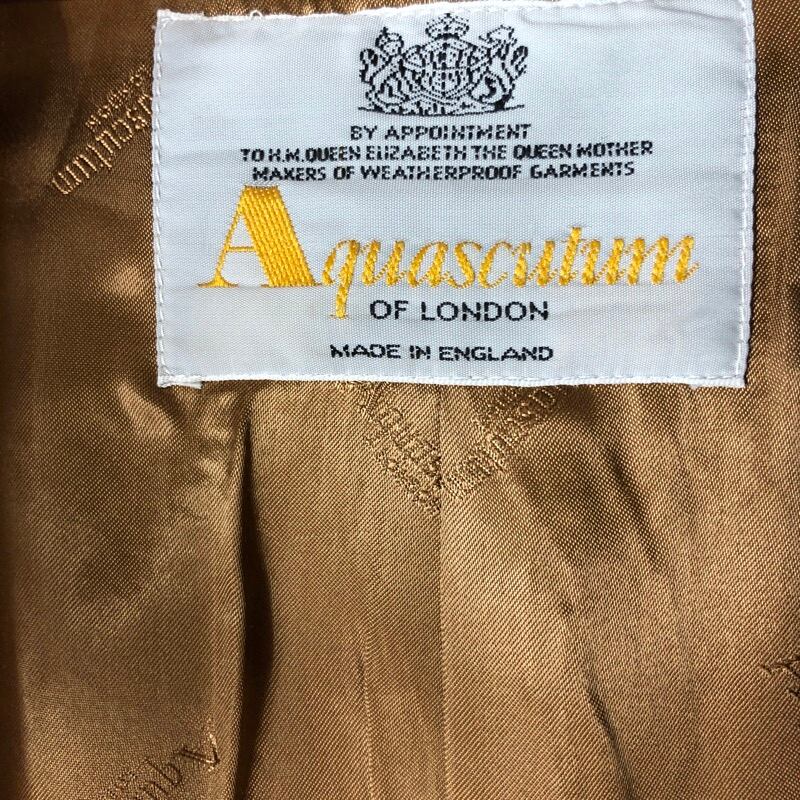 BY APPOINTMENT
TO H.M. QUEEN ELIZABETH THE QUEEN MOTHER
MAKERS OF WEATHERPROOF GARMENTS
Aquascutum
OF LONDON
MADE IN ENGLAND